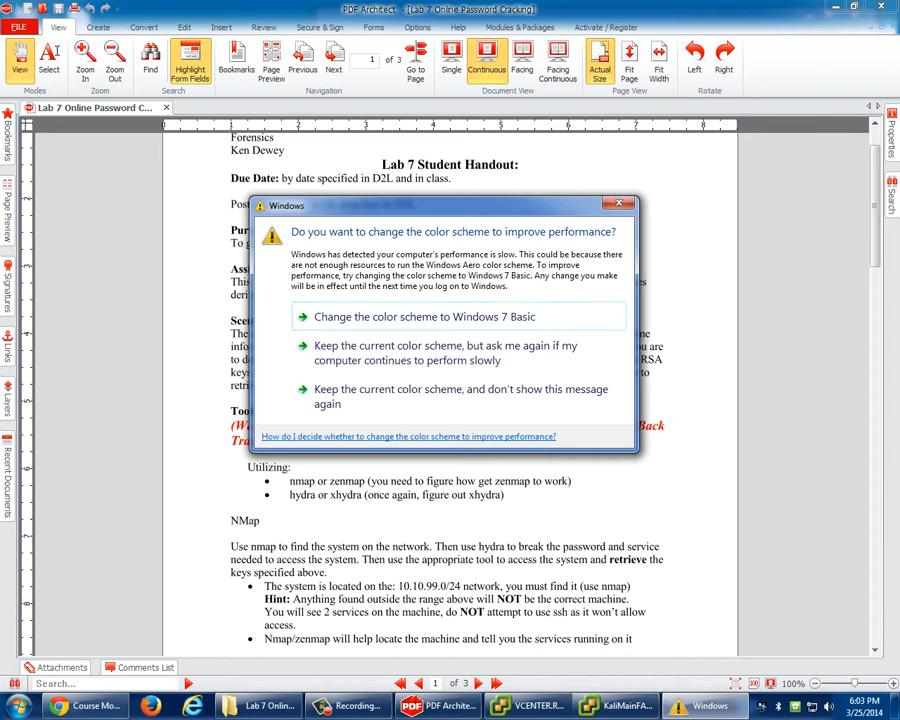 PDF Architect - [Lab 7 Online Password Cracking]
FILE View Create Convert Edit Insert Review Secure & Sign Forms Options Modules & Packages Activate / Register
View Select Zoom In Zoom Out Find Highlight Form Fields Bookmarks Page Preview Previous Next 1 of 3 Go to Page Single Continuous Facing Facing Continuous Actual Size Fit Page Fit Width Left Right
Modes Zoom Search Navigation Document View Page View Rotate
Lab 7 Online Password C...
0 1 2 3 4 5 6 7 8
Bookmarks
Page Preview
Signatures
Links
Layers
Recent Documents
Properties
Comments
Forensics
Ken Dewey
Lab 7 Student Handout:
Due Date: by date specified in D2L and in class.
Windows
Do you want to change the color scheme to improve performance?
Windows has detected your computer's performance is slow. This could be because there
are not enough resources to run the Windows Aero color scheme. To improve
performance, try changing the color scheme to Windows 7 Basic. Any change you make
will be in effect until the next time you log on to Windows.
Change the color scheme to Windows 7 Basic
Keep the current color scheme, but ask me again if my
computer continues to perform slowly
Keep the current color scheme, and don't show this message
again
How do I decide whether to change the color scheme to improve performance?
Utilizing:
• nmap or zenmap (you need to figure how get zenmap to work)
• hydra or xhydra (once again, figure out xhydra)
NMap
Use nmap to find the system on the network. Then use hydra to break the password and service
needed to access the system. Then use the appropriate tool to access the system and retrieve the
keys specified above.
• The system is located on the: 10.10.99.0/24 network, you must find it (use nmap)
Hint: Anything found outside the range above will NOT be the correct machine.
You will see 2 services on the machine, do NOT attempt to use ssh as it won't allow
access.
• Nmap/zenmap will help locate the machine and tell you the services running on it
Attachments Comments List
Search... 1 of 3 100%
Course Mo... Lab 7 Onlin... Recording... PDF Archite... VCENTER.R... KaliMainFA... Windows
6:03 PM
3/25/2014